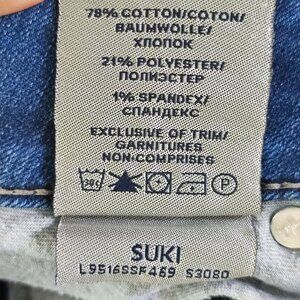 78% COTTON/COTON/
BAUMWOLLE/
ХЛОПОК
21% POLYESTER/
ПОЛИЭСТЕР
1% SPANDEX/
СПАНДЕКС
EXCLUSIVE OF TRIM/
GARNITURES
NON-COMPRISES
P
SUKI
L9516SSF469 S3080